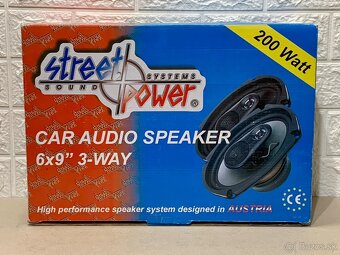 street
SOUND SYSTEMS
power ®
200 Watt
CAR AUDIO SPEAKER
6x9" 3-WAY
High performance speaker system designed in AUSTRIA
CE